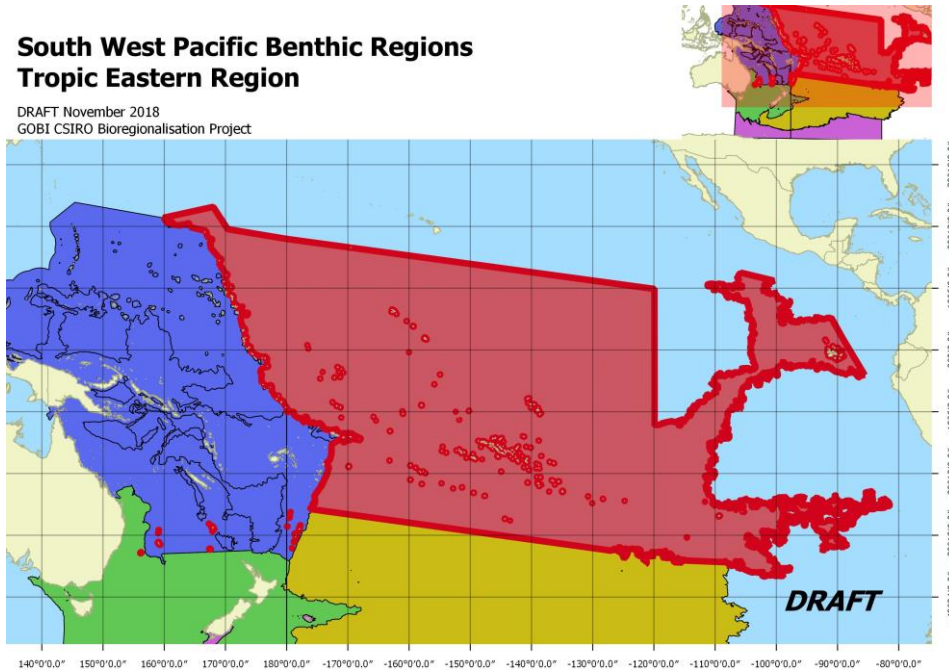 South West Pacific Benthic Regions
Tropic Eastern Region
DRAFT November 2018
GOBI CSIRO Bioregionalisation Project
DRAFT
140°0'0.0" 150°0'0.0" 160°0'0.0" 170°0'0.0" 180°0'0.0" -170°0'0.0" -160°0'0.0" -150°0'0.0" -140°0'0.0" -130°0'0.0" -120°0'0.0" -110°0'0.0" -100°0'0.0" -90°0'0.0" -80°0'0.0"